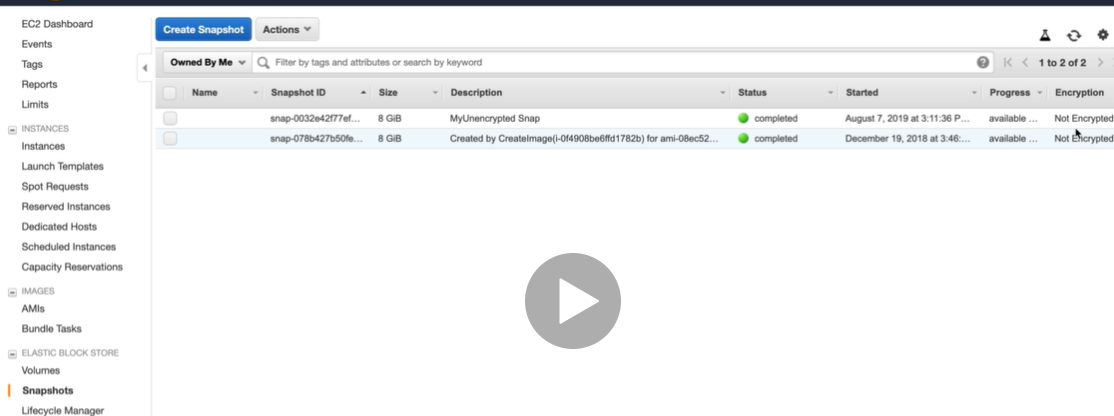 EC2 Dashboard
Events
Tags
Reports
Limits
INSTANCES
Instances
Launch Templates
Spot Requests
Reserved Instances
Dedicated Hosts
Scheduled Instances
Capacity Reservations
IMAGES
AMIs
Bundle Tasks
ELASTIC BLOCK STORE
Volumes
Snapshots
Lifecycle Manager
Create Snapshot Actions
Owned By Me Filter by tags and attributes or search by keyword 1 to 2 of 2
Name Snapshot ID Size Description Status Started Progress Encryption
snap-0032e42f77ef... 8 GiB MyUnencrypted Snap completed August 7, 2019 at 3:11:36 P... available ... Not Encrypted
snap-078b427b50fe... 8 GiB Created by CreateImage(i-0f4908be6ffd1782b) for ami-08ec52... completed December 19, 2018 at 3:46:... available ... Not Encrypted